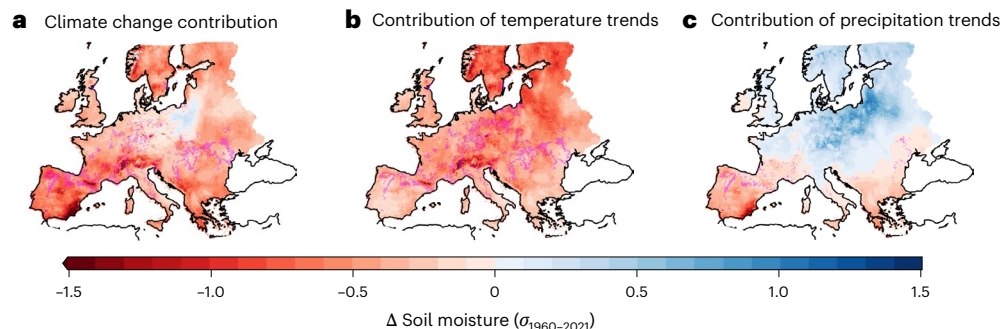 a Climate change contribution
b Contribution of temperature trends
c Contribution of precipitation trends
–1.5 –1.0 –0.5 0 0.5 1.0 1.5
Δ Soil moisture (σ1960–2021)